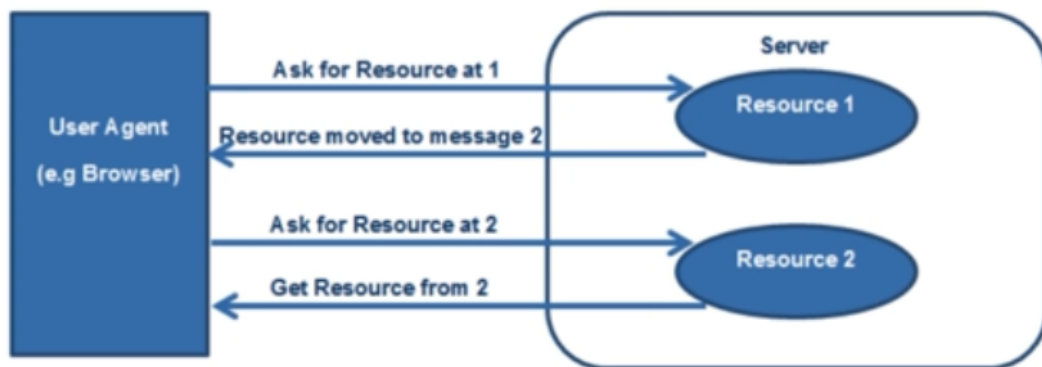 Server
Ask for Resource at 1
Resource 1
User Agent
(e.g Browser)
Resource moved to message 2
Ask for Resource at 2
Resource 2
Get Resource from 2